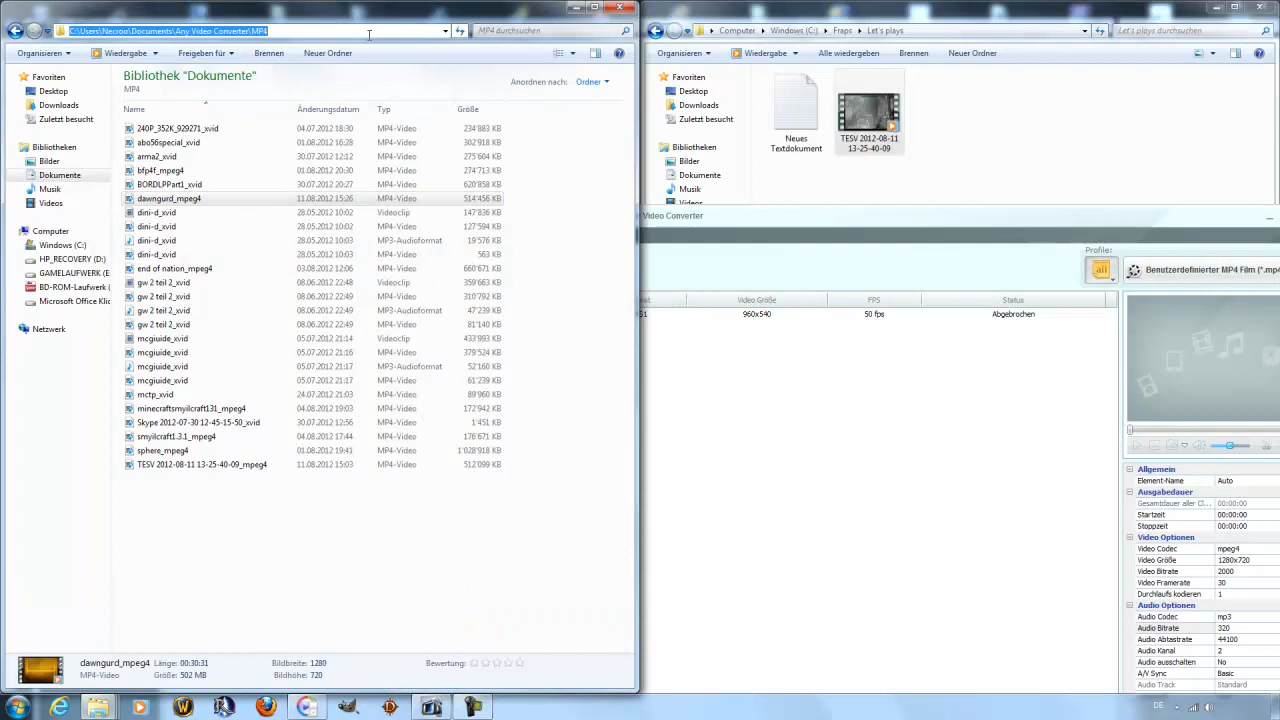 C:\Users\Necroo\Documents\Any Video Converter\MP4
MP4 durchsuchen
Organisieren
Wiedergabe
Freigeben für
Brennen
Neuer Ordner
Favoriten
Desktop
Downloads
Zuletzt besucht
Bibliotheken
Bilder
Dokumente
Musik
Videos
Computer
Windows (C:)
HP_RECOVERY (D:)
GAMELAUFWERK (E
BD-ROM-Laufwerk (
Microsoft Office Klic
Netzwerk
Bibliothek "Dokumente"
MP4
Anordnen nach: Ordner
Name Änderungsdatum Typ Größe
240P_352K_929271_xvid 04.07.2012 18:30 MP4-Video 234'883 KB
abo56special_xvid 01.08.2012 16:28 MP4-Video 302'918 KB
arma2_xvid 30.07.2012 12:12 MP4-Video 275'604 KB
bfp4f_mpeg4 01.08.2012 20:30 MP4-Video 274'713 KB
BORDLPPart1_xvid 30.07.2012 20:27 MP4-Video 620'858 KB
dawngurd_mpeg4 11.08.2012 15:26 MP4-Video 514'456 KB
dini-d_xvid 28.05.2012 10:02 Videoclip 147'836 KB
dini-d_xvid 28.05.2012 10:02 MP4-Video 127'594 KB
dini-d_xvid 28.05.2012 10:03 MP3-Audioformat 19'576 KB
dini-d_xvid 28.05.2012 10:03 MP4-Video 563 KB
end of nation_mpeg4 03.08.2012 12:06 MP4-Video 660'671 KB
gw 2 teil 2_xvid 08.06.2012 22:48 Videoclip 359'663 KB
gw 2 teil 2_xvid 08.06.2012 22:49 MP4-Video 310'792 KB
gw 2 teil 2_xvid 08.06.2012 22:49 MP3-Audioformat 47'239 KB
gw 2 teil 2_xvid 08.06.2012 22:49 MP4-Video 81'140 KB
mcgiuide_xvid 05.07.2012 21:14 Videoclip 433'993 KB
mcgiuide_xvid 05.07.2012 21:16 MP4-Video 379'524 KB
mcgiuide_xvid 05.07.2012 21:17 MP3-Audioformat 52'160 KB
mcgiuide_xvid 05.07.2012 21:17 MP4-Video 61'239 KB
mctp_xvid 24.07.2012 21:03 MP4-Video 89'960 KB
minecraftsmyilcraft131_mpeg4 04.08.2012 19:03 MP4-Video 172'942 KB
Skype 2012-07-30 12-45-15-50_xvid 30.07.2012 12:56 MP4-Video 1'451 KB
smyilcraft1.3.1_mpeg4 04.08.2012 17:44 MP4-Video 176'671 KB
sphere_mpeg4 01.08.2012 19:41 MP4-Video 1'028'918 KB
TESV 2012-08-11 13-25-40-09_mpeg4 11.08.2012 15:03 MP4-Video 512'099 KB
dawngurd_mpeg4 Länge: 00:30:31 Bildbreite: 1280 Bewertung:
MP4-Video Größe: 502 MB Bildhöhe: 720
Computer Windows (C:) Fraps Let's plays
Let's plays durchsuchen
Organisieren
Wiedergabe
Alle wiedergeben
Brennen
Neuer Ordner
Favoriten
Desktop
Downloads
Zuletzt besucht
Bibliotheken
Bilder
Dokumente
Musik
Videos
Neues
Textdokument
TESV 2012-08-11
13-25-40-09
Video Converter
Profile:
all
Benutzerdefinierter MP4 Film (*.mp4
Video Größe FPS Status
S1 960x540 50 fps Abgebrochen
Allgemein
Element-Name Auto
Ausgabedauer
Gesamtdauer aller Cl... 00:00:00
Startzeit 00:00:00
Stoppzeit 00:00:00
Video Optionen
Video Codec mpeg4
Video Größe 1280x720
Video Bitrate 2000
Video Framerate 30
Durchlaufs kodieren 1
Audio Optionen
Audio Codec mp3
Audio Bitrate 320
Audio Abtastrate 44100
Audio Kanal 2
Audio ausschalten No
A/V Sync Basic
Audio Track Standard
DE